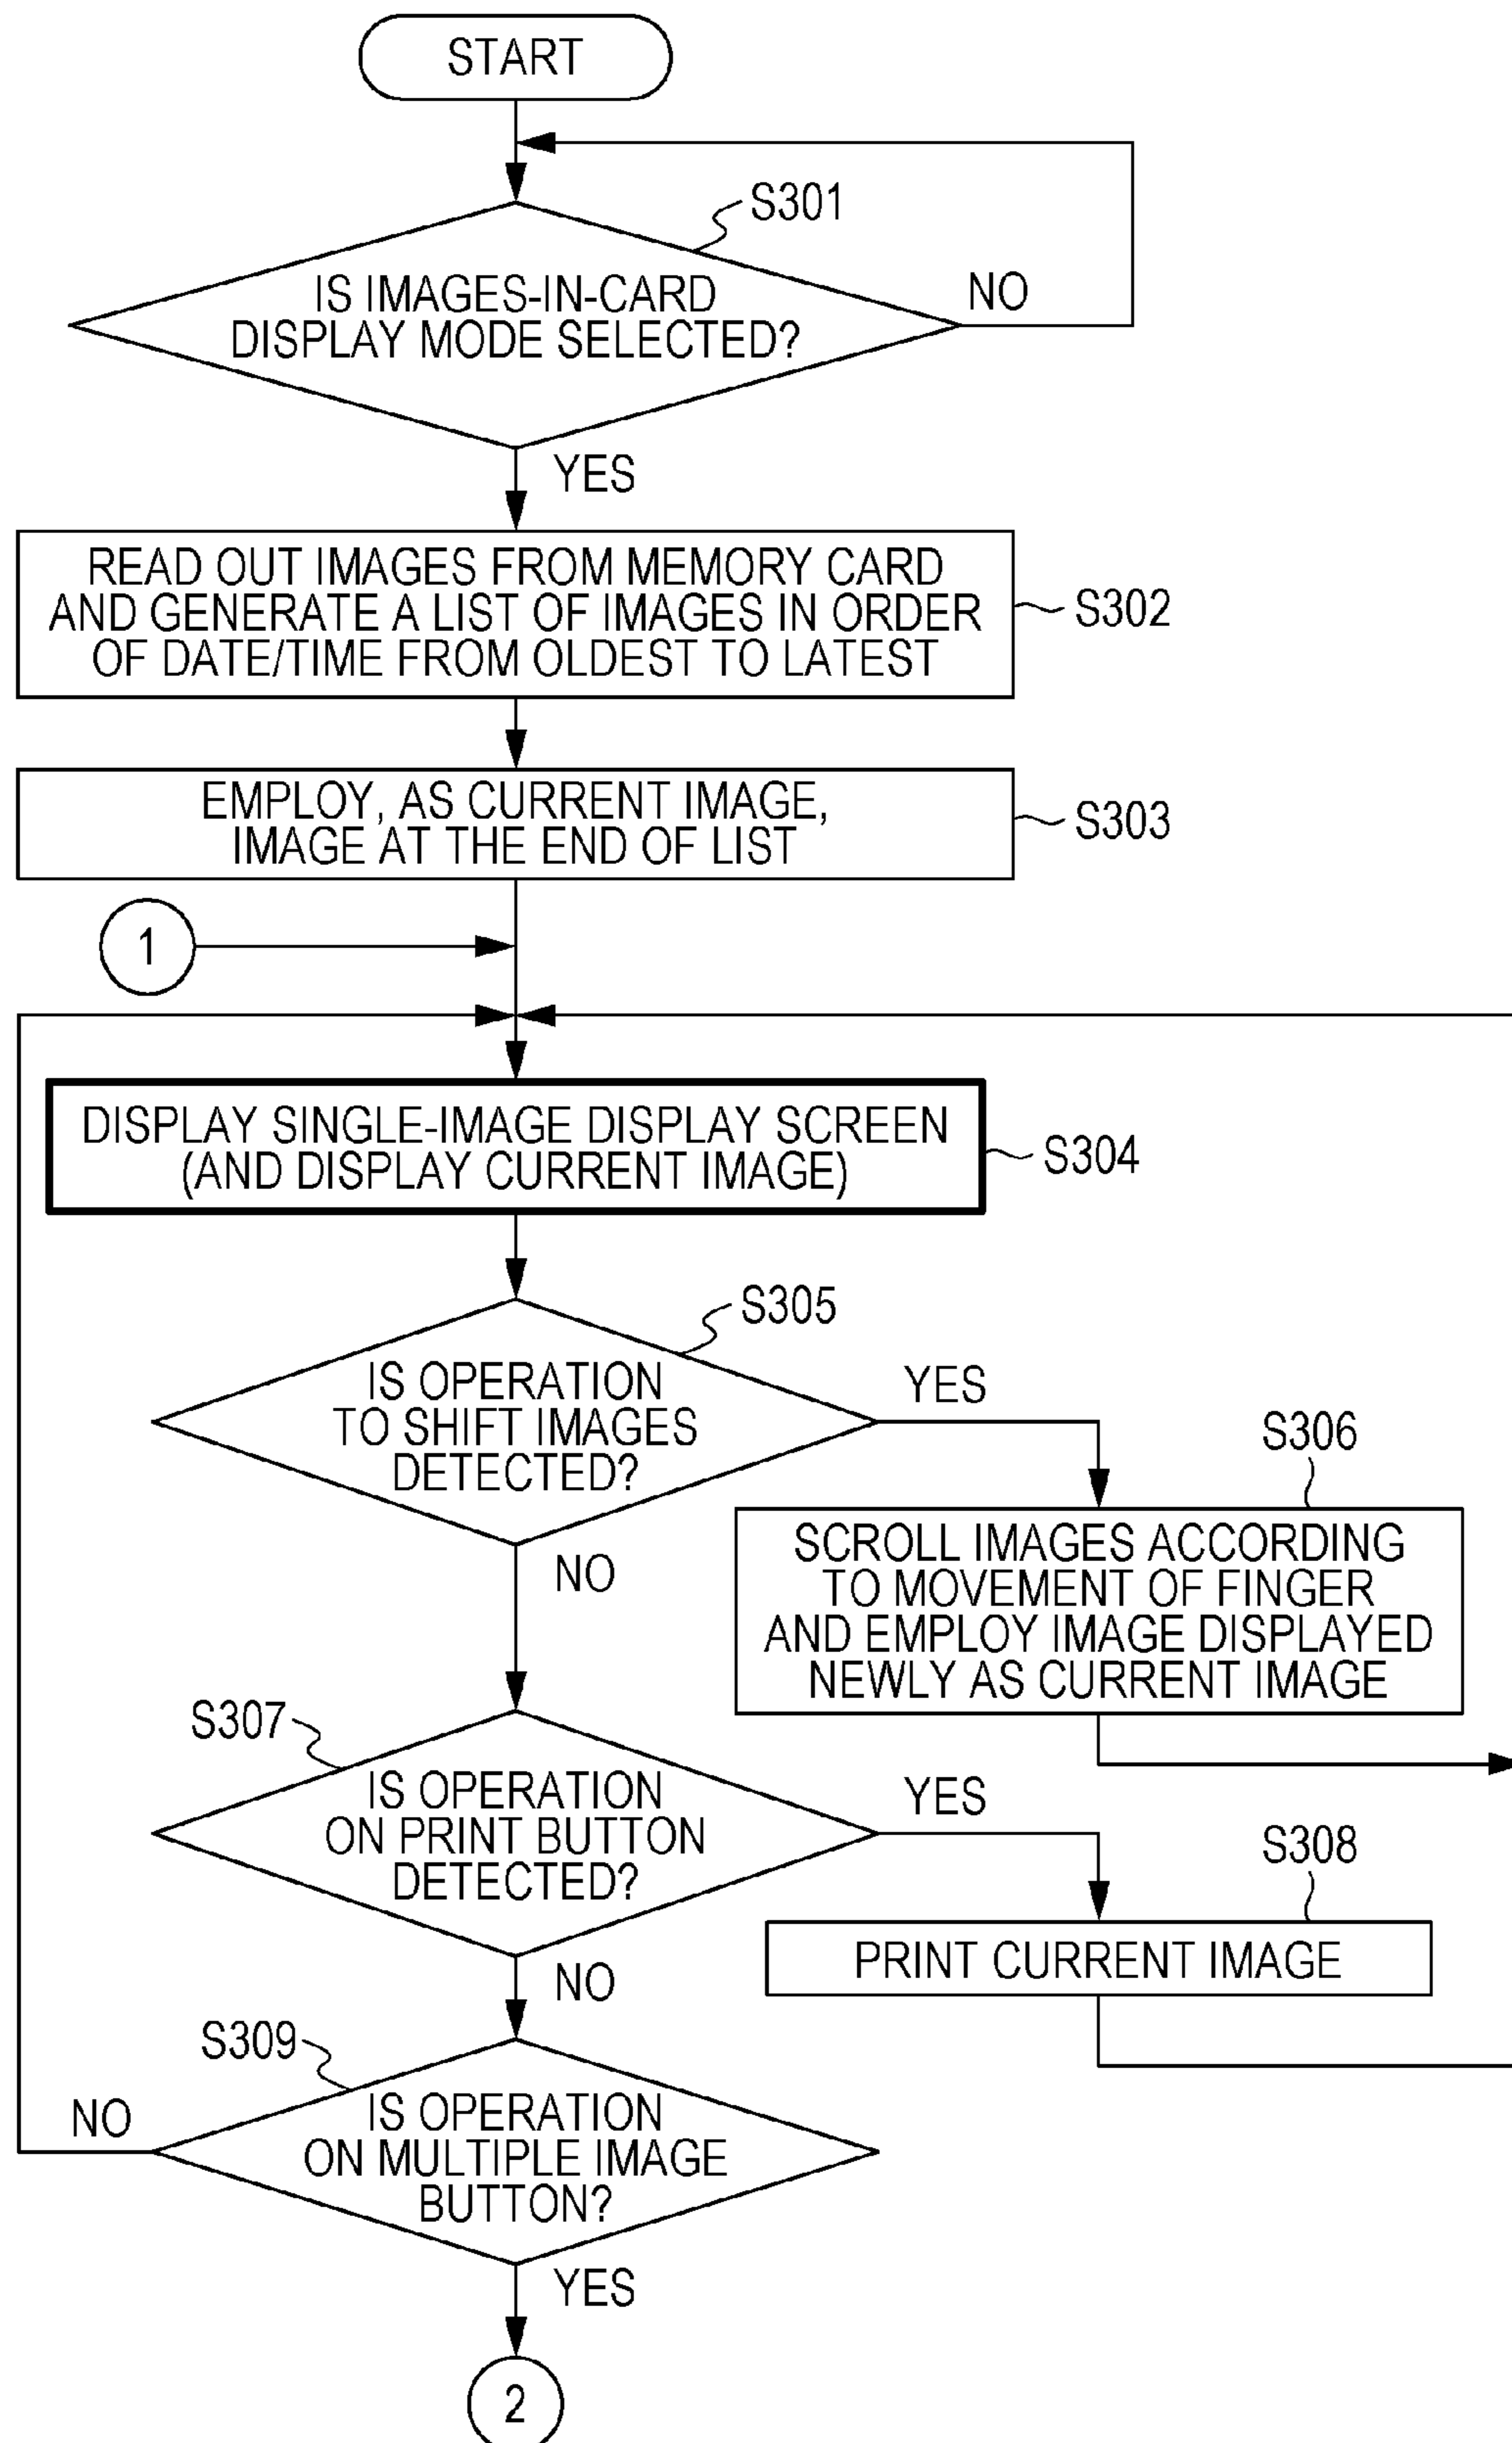 START
S301
IS IMAGES-IN-CARD
DISPLAY MODE SELECTED?
NO
YES
READ OUT IMAGES FROM MEMORY CARD
AND GENERATE A LIST OF IMAGES IN ORDER
OF DATE/TIME FROM OLDEST TO LATEST
S302
EMPLOY, AS CURRENT IMAGE,
IMAGE AT THE END OF LIST
S303
1
DISPLAY SINGLE-IMAGE DISPLAY SCREEN
(AND DISPLAY CURRENT IMAGE)
S304
S305
IS OPERATION
TO SHIFT IMAGES
DETECTED?
YES
NO
S306
SCROLL IMAGES ACCORDING
TO MOVEMENT OF FINGER
AND EMPLOY IMAGE DISPLAYED
NEWLY AS CURRENT IMAGE
S307
IS OPERATION
ON PRINT BUTTON
DETECTED?
YES
NO
S308
PRINT CURRENT IMAGE
S309
IS OPERATION
ON MULTIPLE IMAGE
BUTTON?
NO
YES
2